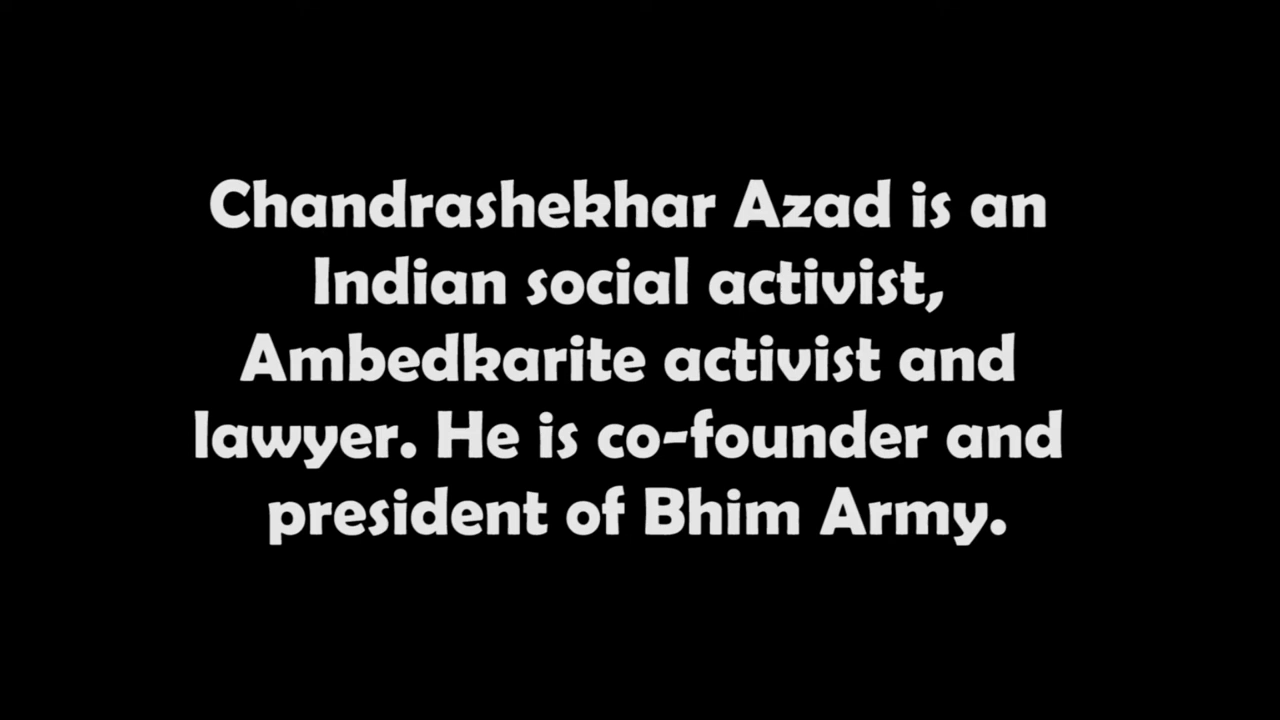 Chandrashekhar Azad is an
Indian social activist,
Ambedkarite activist and
lawyer. He is co-founder and
president of Bhim Army.